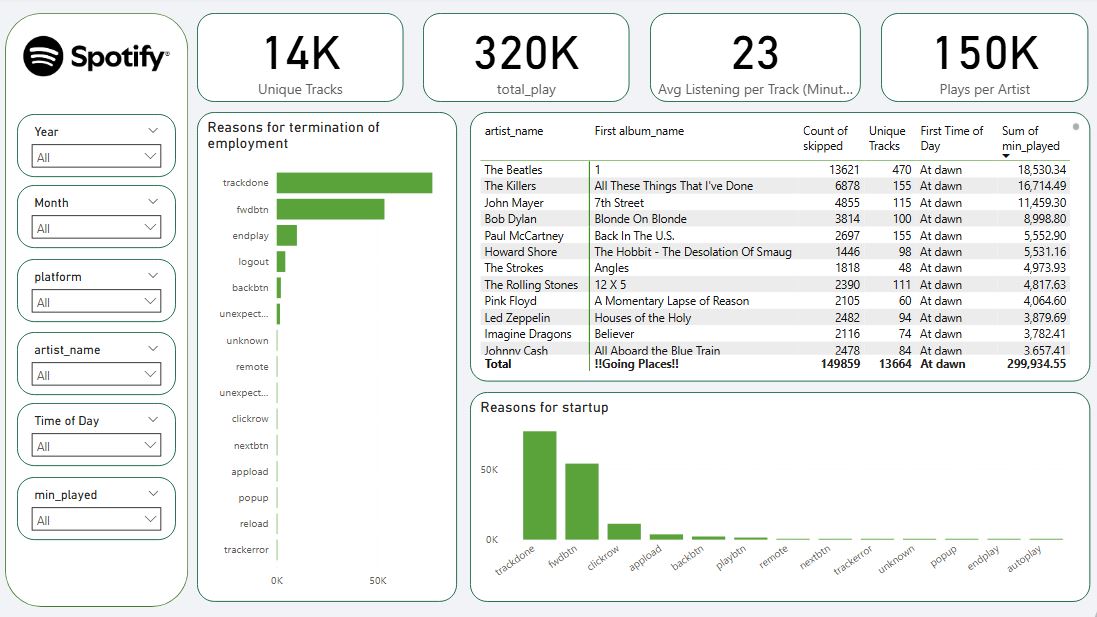 Spotify®
Year
All
Month
All
platform
All
artist_name
All
Time of Day
All
min_played
All
14K
Unique Tracks
320K
total_play
23
Avg Listening per Track (Minut...
150K
Plays per Artist
Reasons for termination of
employment
trackdone
fwdbtn
endplay
logout
backbtn
unexpect...
unknown
remote
unexpect...
clickrow
nextbtn
appload
popup
reload
trackerror
0K 50K
artist_name First album_name Count of skipped Unique Tracks First Time of Day Sum of min_played
The Beatles 1 13621 470 At dawn 18,530.34
The Killers All These Things That I've Done 6878 155 At dawn 16,714.49
John Mayer 7th Street 4855 115 At dawn 11,459.30
Bob Dylan Blonde On Blonde 3814 100 At dawn 8,998.80
Paul McCartney Back In The U.S. 2697 155 At dawn 5,552.90
Howard Shore The Hobbit - The Desolation Of Smaug 1446 98 At dawn 5,531.16
The Strokes Angles 1818 48 At dawn 4,973.93
The Rolling Stones 12 X 5 2390 111 At dawn 4,817.63
Pink Floyd A Momentary Lapse of Reason 2105 60 At dawn 4,064.60
Led Zeppelin Houses of the Holy 2482 94 At dawn 3,879.69
Imagine Dragons Believer 2116 74 At dawn 3,782.41
Johnny Cash All Aboard the Blue Train 2478 84 At dawn 3,657.41
Total !!Going Places!! 149859 13664 At dawn 299,934.55
Reasons for startup
50K
0K
trackdone fwdbtn clickrow appload backbtn playbtn remote nextbtn trackerror unknown popup endplay autoplay